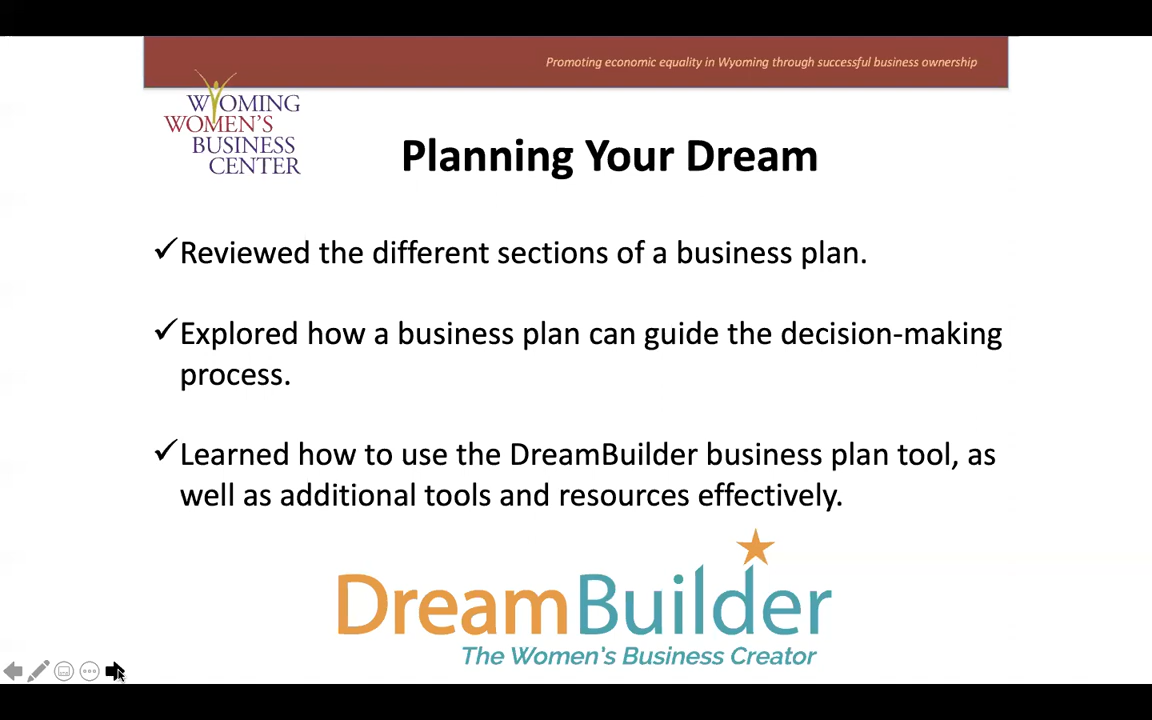 Promoting economic equality in Wyoming through successful business ownership
WYOMING
WOMEN'S
BUSINESS
CENTER
Planning Your Dream
✓Reviewed the different sections of a business plan.
✓Explored how a business plan can guide the decision-making
process.
✓Learned how to use the DreamBuilder business plan tool, as
well as additional tools and resources effectively.
DreamBuilder
The Women's Business Creator